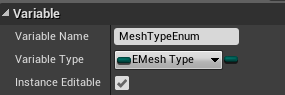 Variable
Variable Name MeshTypeEnum
Variable Type EMesh Type
Instance Editable